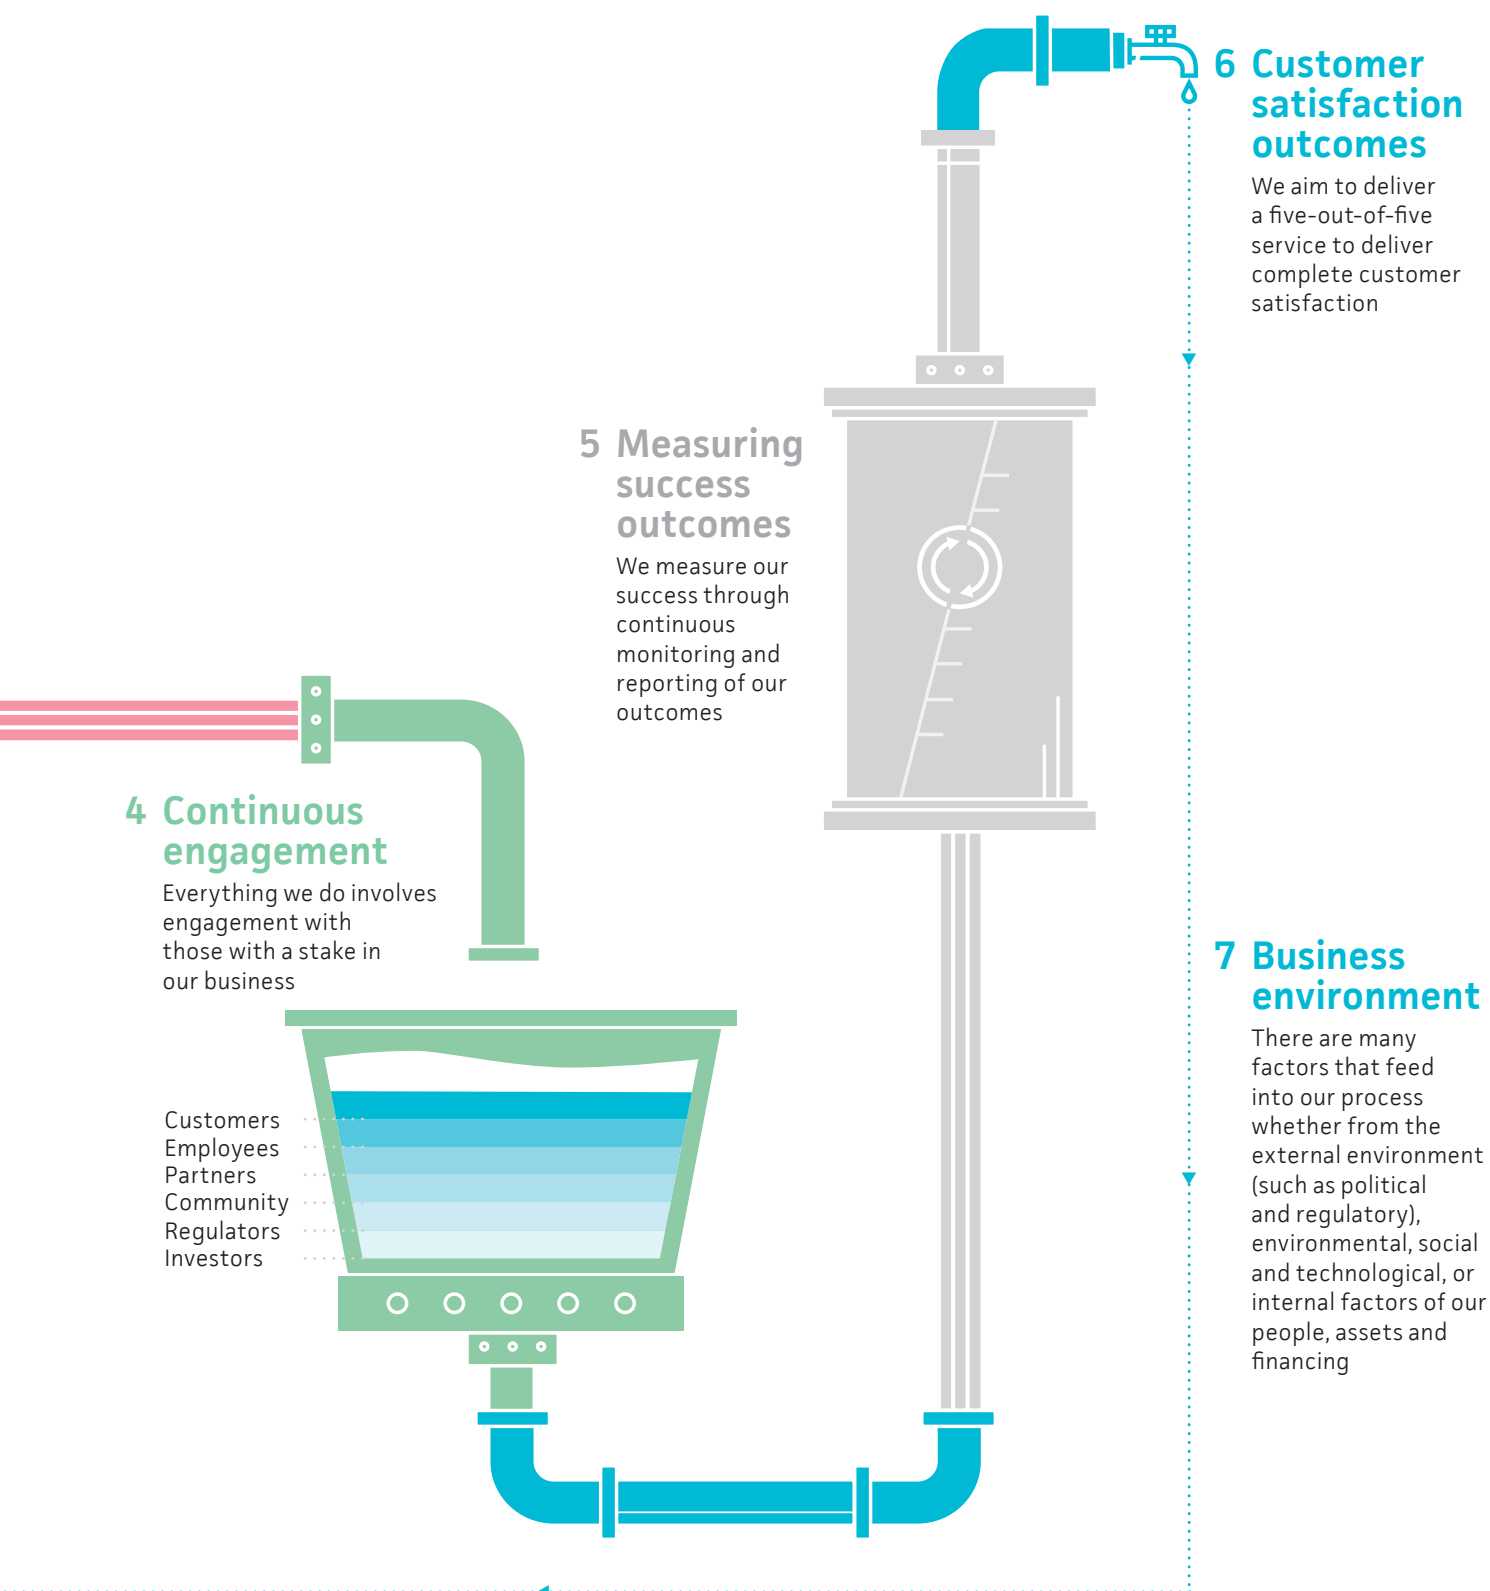 4 Continuous
engagement
Everything we do involves
engagement with
those with a stake in
our business
Customers
Employees
Partners
Community
Regulators
Investors
5 Measuring
success
outcomes
We measure our
success through
continuous
monitoring and
reporting of our
outcomes
6 Customer
satisfaction
outcomes
We aim to deliver
a five-out-of-five
service to deliver
complete customer
satisfaction
7 Business
environment
There are many
factors that feed
into our process
whether from the
external environment
(such as political
and regulatory),
environmental, social
and technological, or
internal factors of our
people, assets and
financing